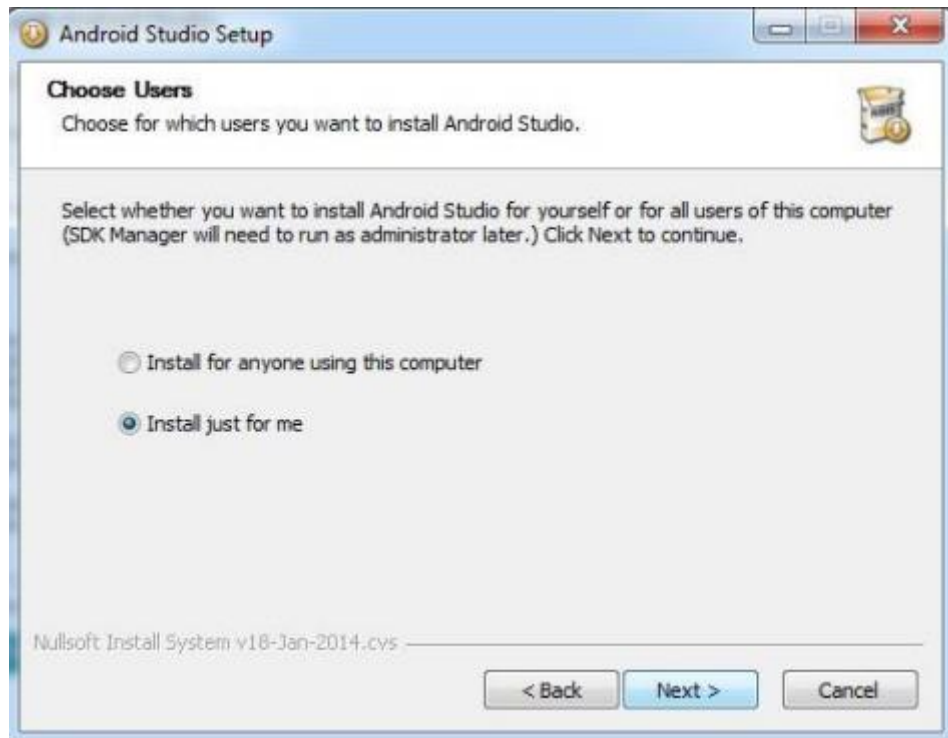 Android Studio Setup
Choose Users
Choose for which users you want to install Android Studio.
Select whether you want to install Android Studio for yourself or for all users of this computer
(SDK Manager will need to run as administrator later.) Click Next to continue.
Install for anyone using this computer
Install just for me
Nullsoft Install System v18-Jan-2014.cvs
< Back Next > Cancel